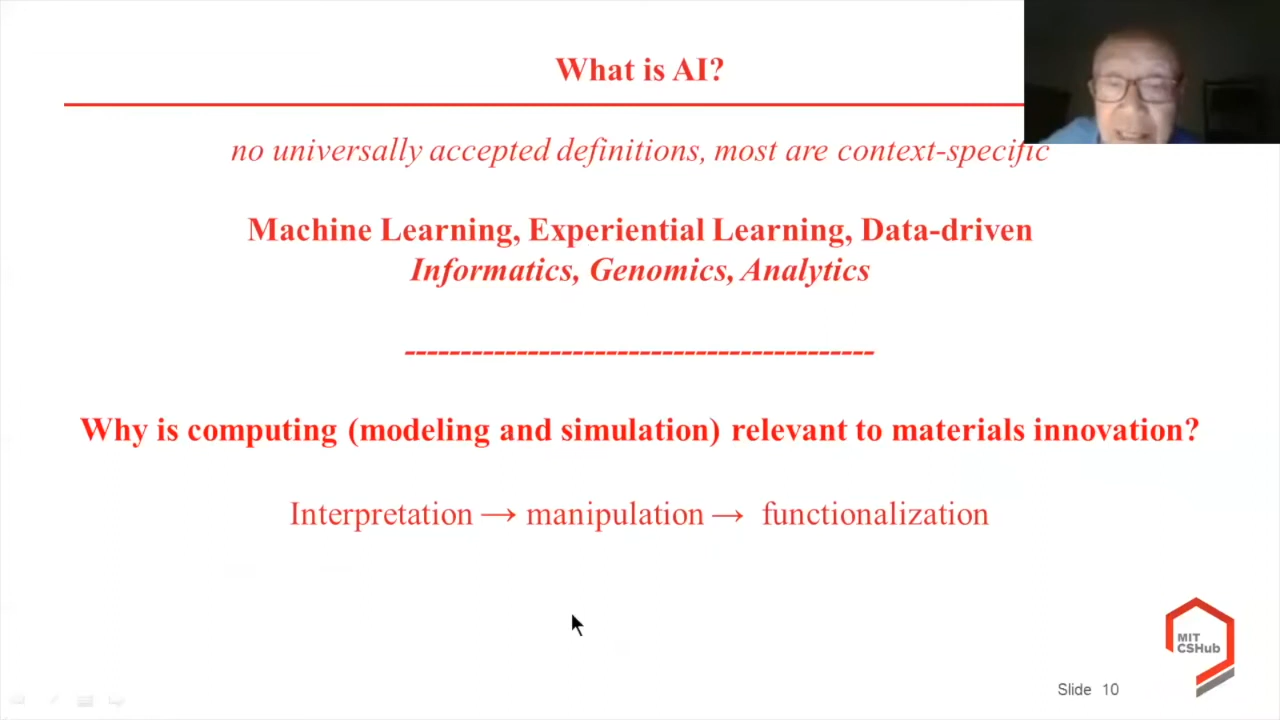 What is AI?
no universally accepted definitions, most are context-specific
Machine Learning, Experiential Learning, Data-driven
Informatics, Genomics, Analytics
------------------------------------------
Why is computing (modeling and simulation) relevant to materials innovation?
Interpretation → manipulation → functionalization
MIT
CSHub
Slide 10